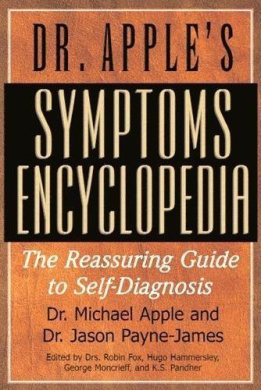 DR. APPLE'S
SYMPTOMS
ENCYCLOPEDIA
The Reassuring Guide
to Self-Diagnosis
Dr. Michael Apple and
Dr. Jason Payne-James
Edited by Drs. Robin Fox, Hugo Hammersley,
George Moncrieff, and K.S. Pandher